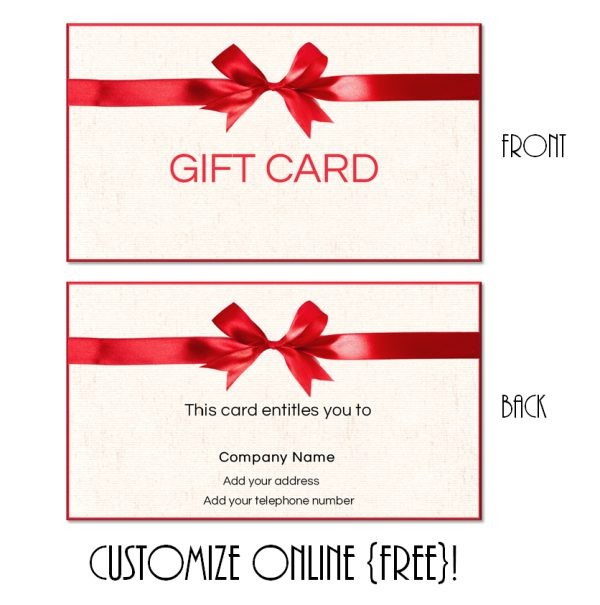 GIFT CARD
FRONT
This card entitles you to
Company Name
Add your address
Add your telephone number
BACK
CUSTOMIZE ONLINE {FREE}!